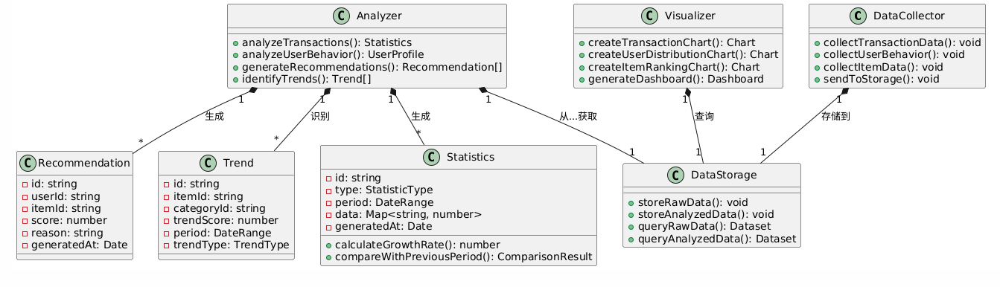 C Analyzer
analyzeTransactions(): Statistics
analyzeUserBehavior(): UserProfile
generateRecommendations(): Recommendation[]
identifyTrends(): Trend[]
C Visualizer
createTransactionChart(): Chart
createUserDistributionChart(): Chart
createItemRankingChart(): Chart
generateDashboard(): Dashboard
C DataCollector
collectTransactionData(): void
collectUserBehavior(): void
collectItemData(): void
sendToStorage(): void
1
生成
*
1
识别
*
1
生成
*
1
从...获取
1
1
查询
1
1
存储到
1
C Recommendation
id: string
userId: string
itemId: string
score: number
reason: string
generatedAt: Date
C Trend
id: string
itemId: string
categoryId: string
trendScore: number
period: DateRange
trendType: TrendType
C Statistics
id: string
type: StatisticType
period: DateRange
data: Map<string, number>
generatedAt: Date
calculateGrowthRate(): number
compareWithPreviousPeriod(): ComparisonResult
C DataStorage
storeRawData(): void
storeAnalyzedData(): void
queryRawData(): Dataset
queryAnalyzedData(): Dataset